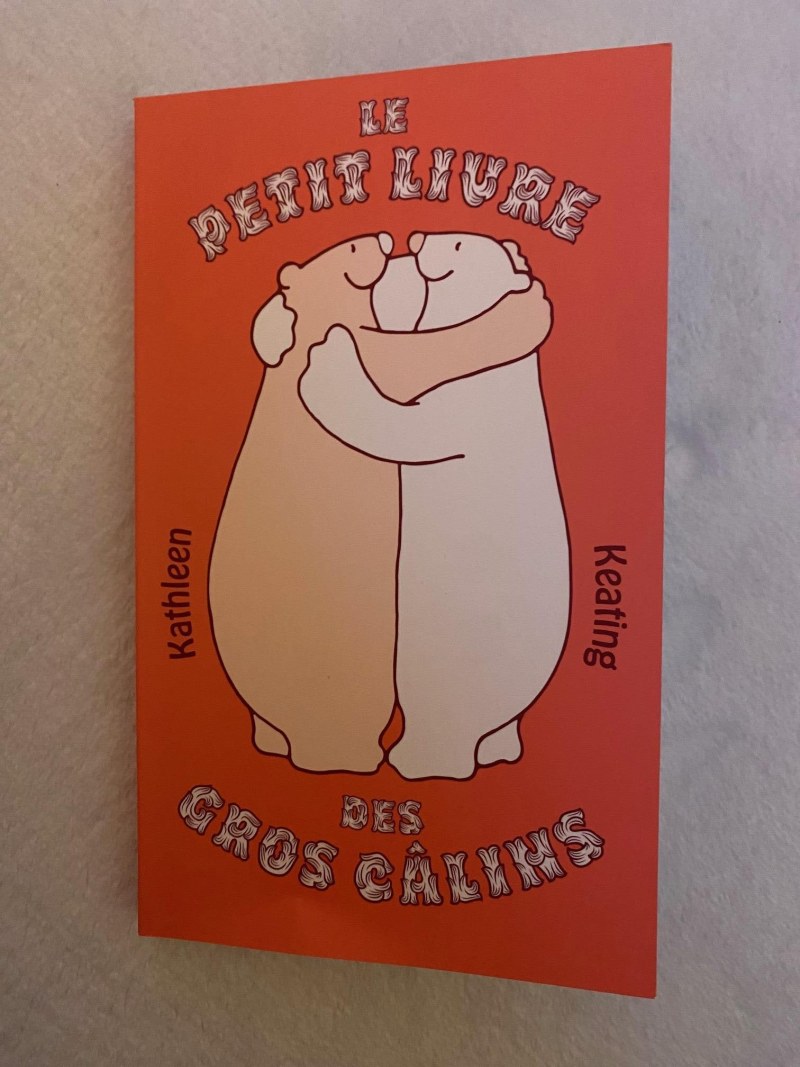 LE
PETIT LIVRE
Kathleen
Keating
DES
GROS CÂLINS